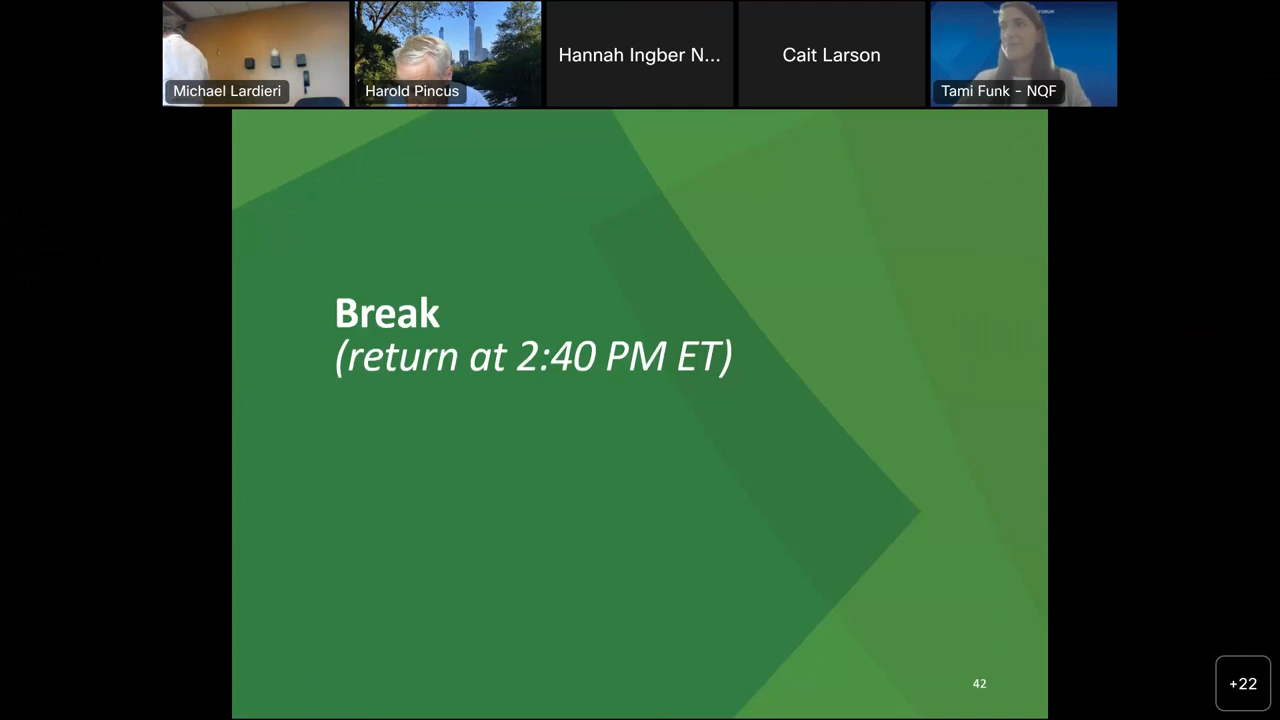 Michael Lardieri
Harold Pincus
Hannah Ingber N...
Cait Larson
FORUM
Tami Funk - NQF
Break
(return at 2:40 PM ET)
42
+22